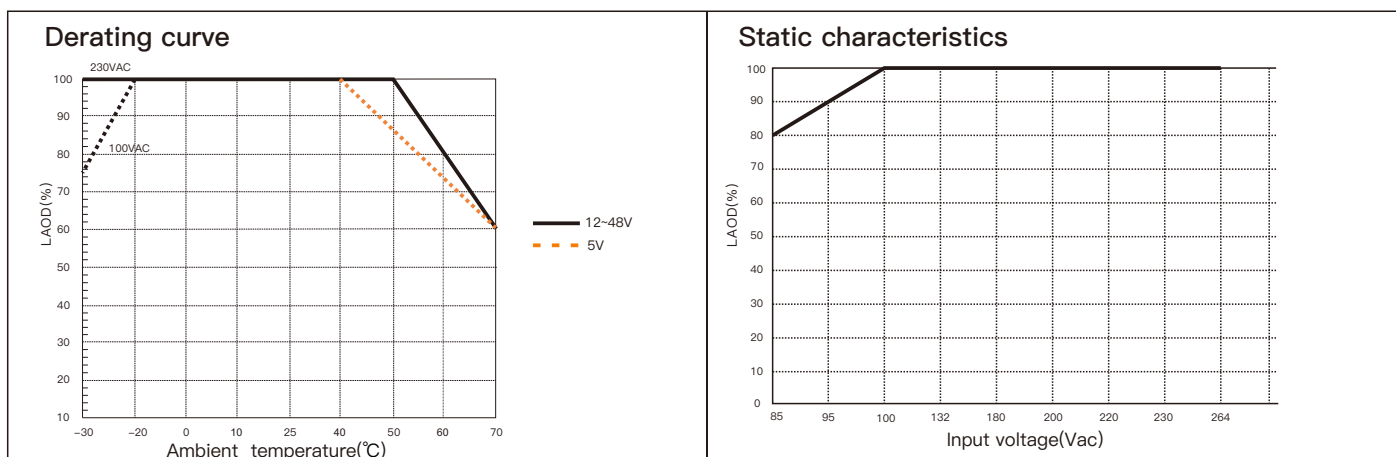 Derating curve
230VAC
100VAC
100
90
80
70
60
50
40
30
20
10
LAOD(%)
-30 -20 0 10 25 40 50 60 70
Ambient temperature(℃)
12~48V
5V
Static characteristics
100
90
80
70
60
50
40
30
20
10
0
LAOD(%)
85 95 100 132 180 200 220 230 264
Input voltage(Vac)